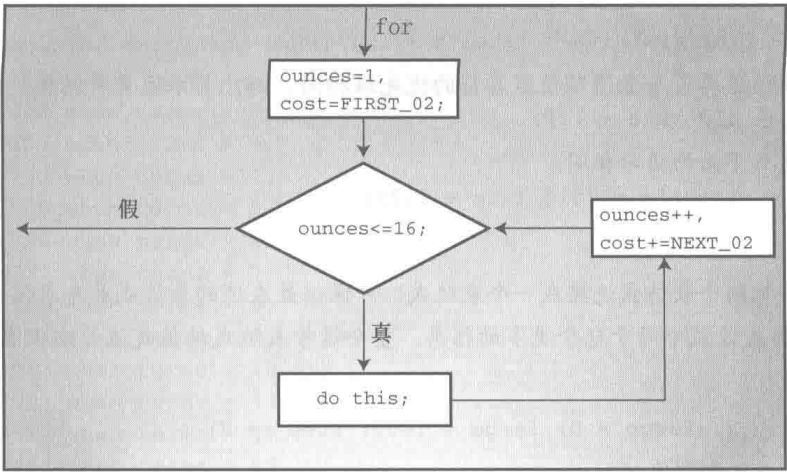 for
ounces=1,
cost=FIRST_02;
假
ounces<=16;
ounces++,
cost+=NEXT_02
真
do this;